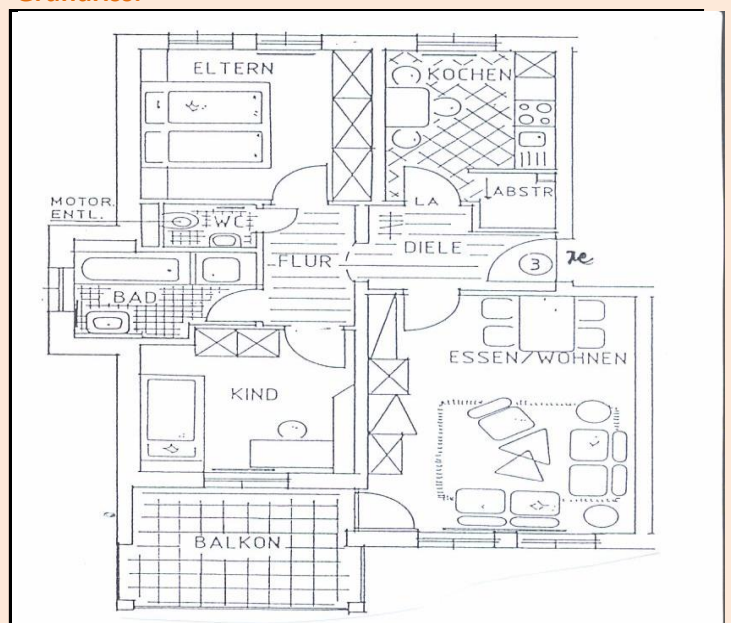 ELTERN
KOCHEN
MOTOR.
ENTL.
WC
LA
ABSTR
FLUR
DIELE
3
BAD
ESSEN/WOHNEN
KIND
BALKON